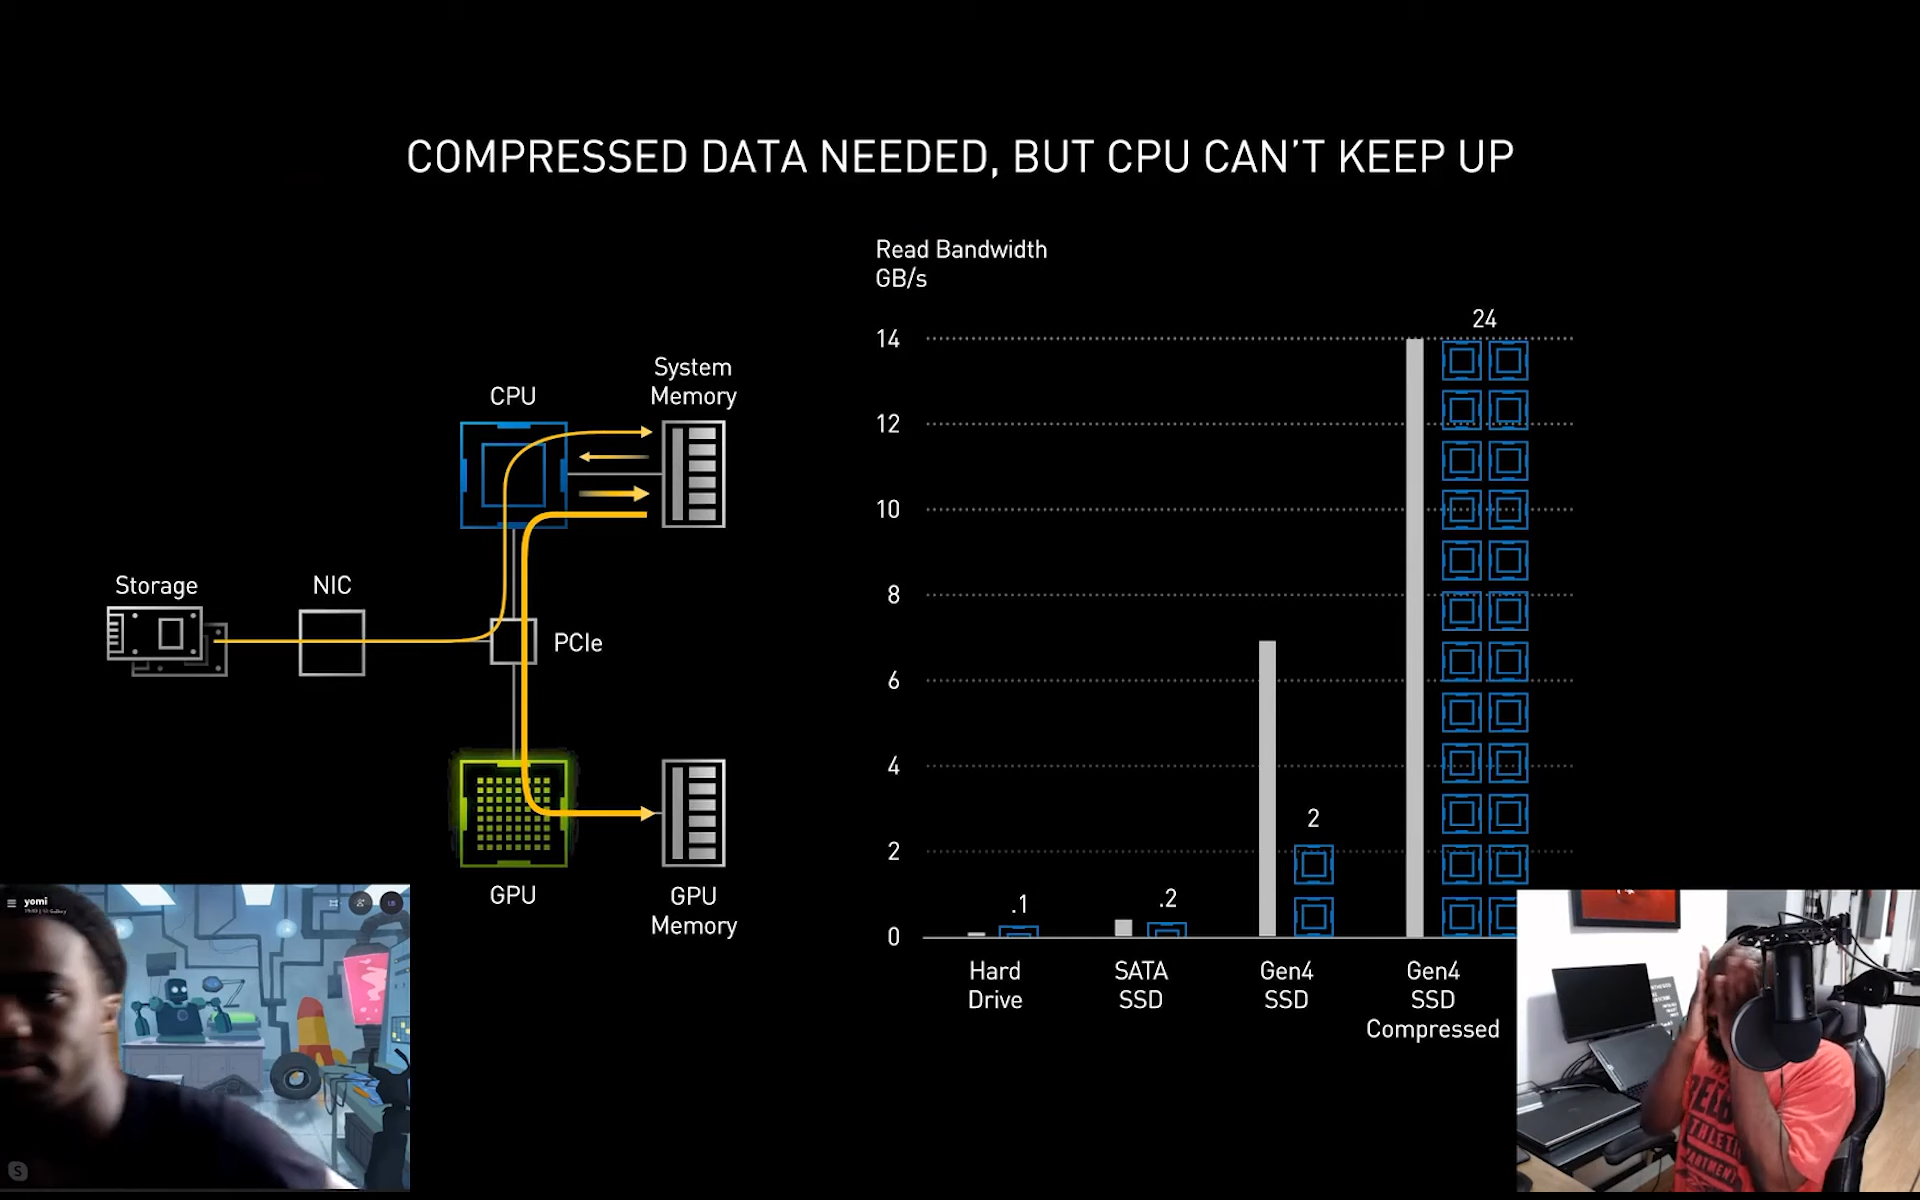 COMPRESSED DATA NEEDED, BUT CPU CAN'T KEEP UP
Read Bandwidth
GB/s
System
Memory
CPU
Storage
NIC
PCIe
GPU
GPU
Memory
14
12
10
8
6
4
2
0
.1
.2
2
24
Hard
Drive
SATA
SSD
Gen4
SSD
Gen4
SSD
Compressed
yomi
S